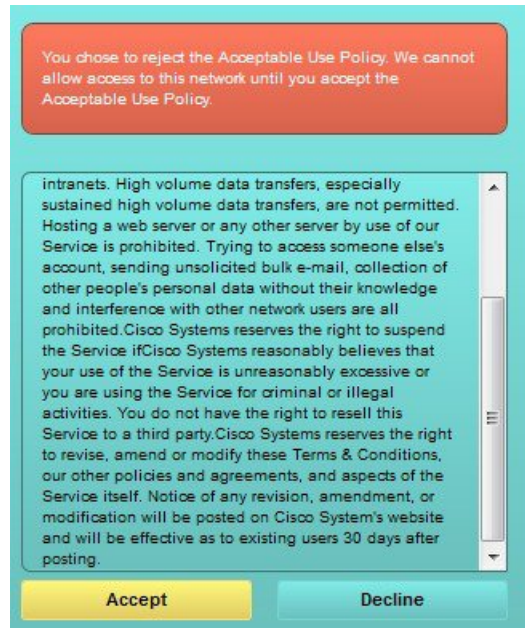 You chose to reject the Acceptable Use Policy. We cannot
allow access to this network until you accept the
Acceptable Use Policy.
intranets. High volume data transfers, especially
sustained high volume data transfers, are not permitted.
Hosting a web server or any other server by use of our
Service is prohibited. Trying to access someone else's
account, sending unsolicited bulk e-mail, collection of
other people's personal data without their knowledge
and interference with other network users are all
prohibited.Cisco Systems reserves the right to suspend
the Service ifCisco Systems reasonably believes that
your use of the Service is unreasonably excessive or
you are using the Service for criminal or illegal
activities. You do not have the right to resell this
Service to a third party.Cisco Systems reserves the right
to revise, amend or modify these Terms & Conditions,
our other policies and agreements, and aspects of the
Service itself. Notice of any revision, amendment, or
modification will be posted on Cisco System's website
and will be effective as to existing users 30 days after
posting.
Accept
Decline